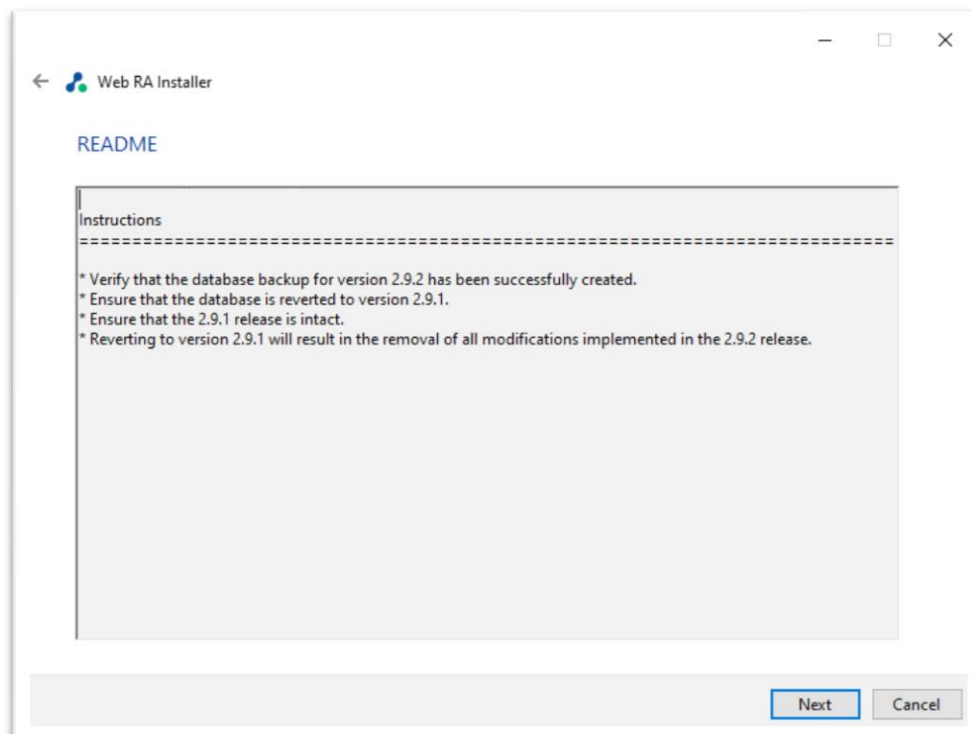 Web RA Installer
README
Instructions
==============================================================================
* Verify that the database backup for version 2.9.2 has been successfully created.
* Ensure that the database is reverted to version 2.9.1.
* Ensure that the 2.9.1 release is intact.
* Reverting to version 2.9.1 will result in the removal of all modifications implemented in the 2.9.2 release.
Next
Cancel